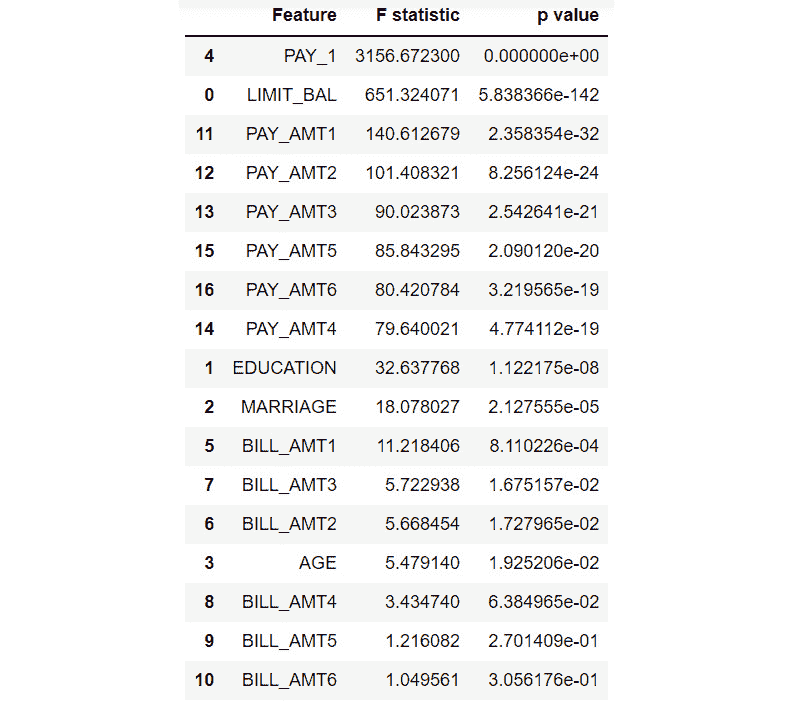 Feature F statistic p value
4 PAY_1 3156.672300 0.000000e+00
0 LIMIT_BAL 651.324071 5.838366e-142
11 PAY_AMT1 140.612679 2.358354e-32
12 PAY_AMT2 101.408321 8.256124e-24
13 PAY_AMT3 90.023873 2.542641e-21
15 PAY_AMT5 85.843295 2.090120e-20
16 PAY_AMT6 80.420784 3.219565e-19
14 PAY_AMT4 79.640021 4.774112e-19
1 EDUCATION 32.637768 1.122175e-08
2 MARRIAGE 18.078027 2.127555e-05
5 BILL_AMT1 11.218406 8.110226e-04
7 BILL_AMT3 5.722938 1.675157e-02
6 BILL_AMT2 5.668454 1.727965e-02
3 AGE 5.479140 1.925206e-02
8 BILL_AMT4 3.434740 6.384965e-02
9 BILL_AMT5 1.216082 2.701409e-01
10 BILL_AMT6 1.049561 3.056176e-01